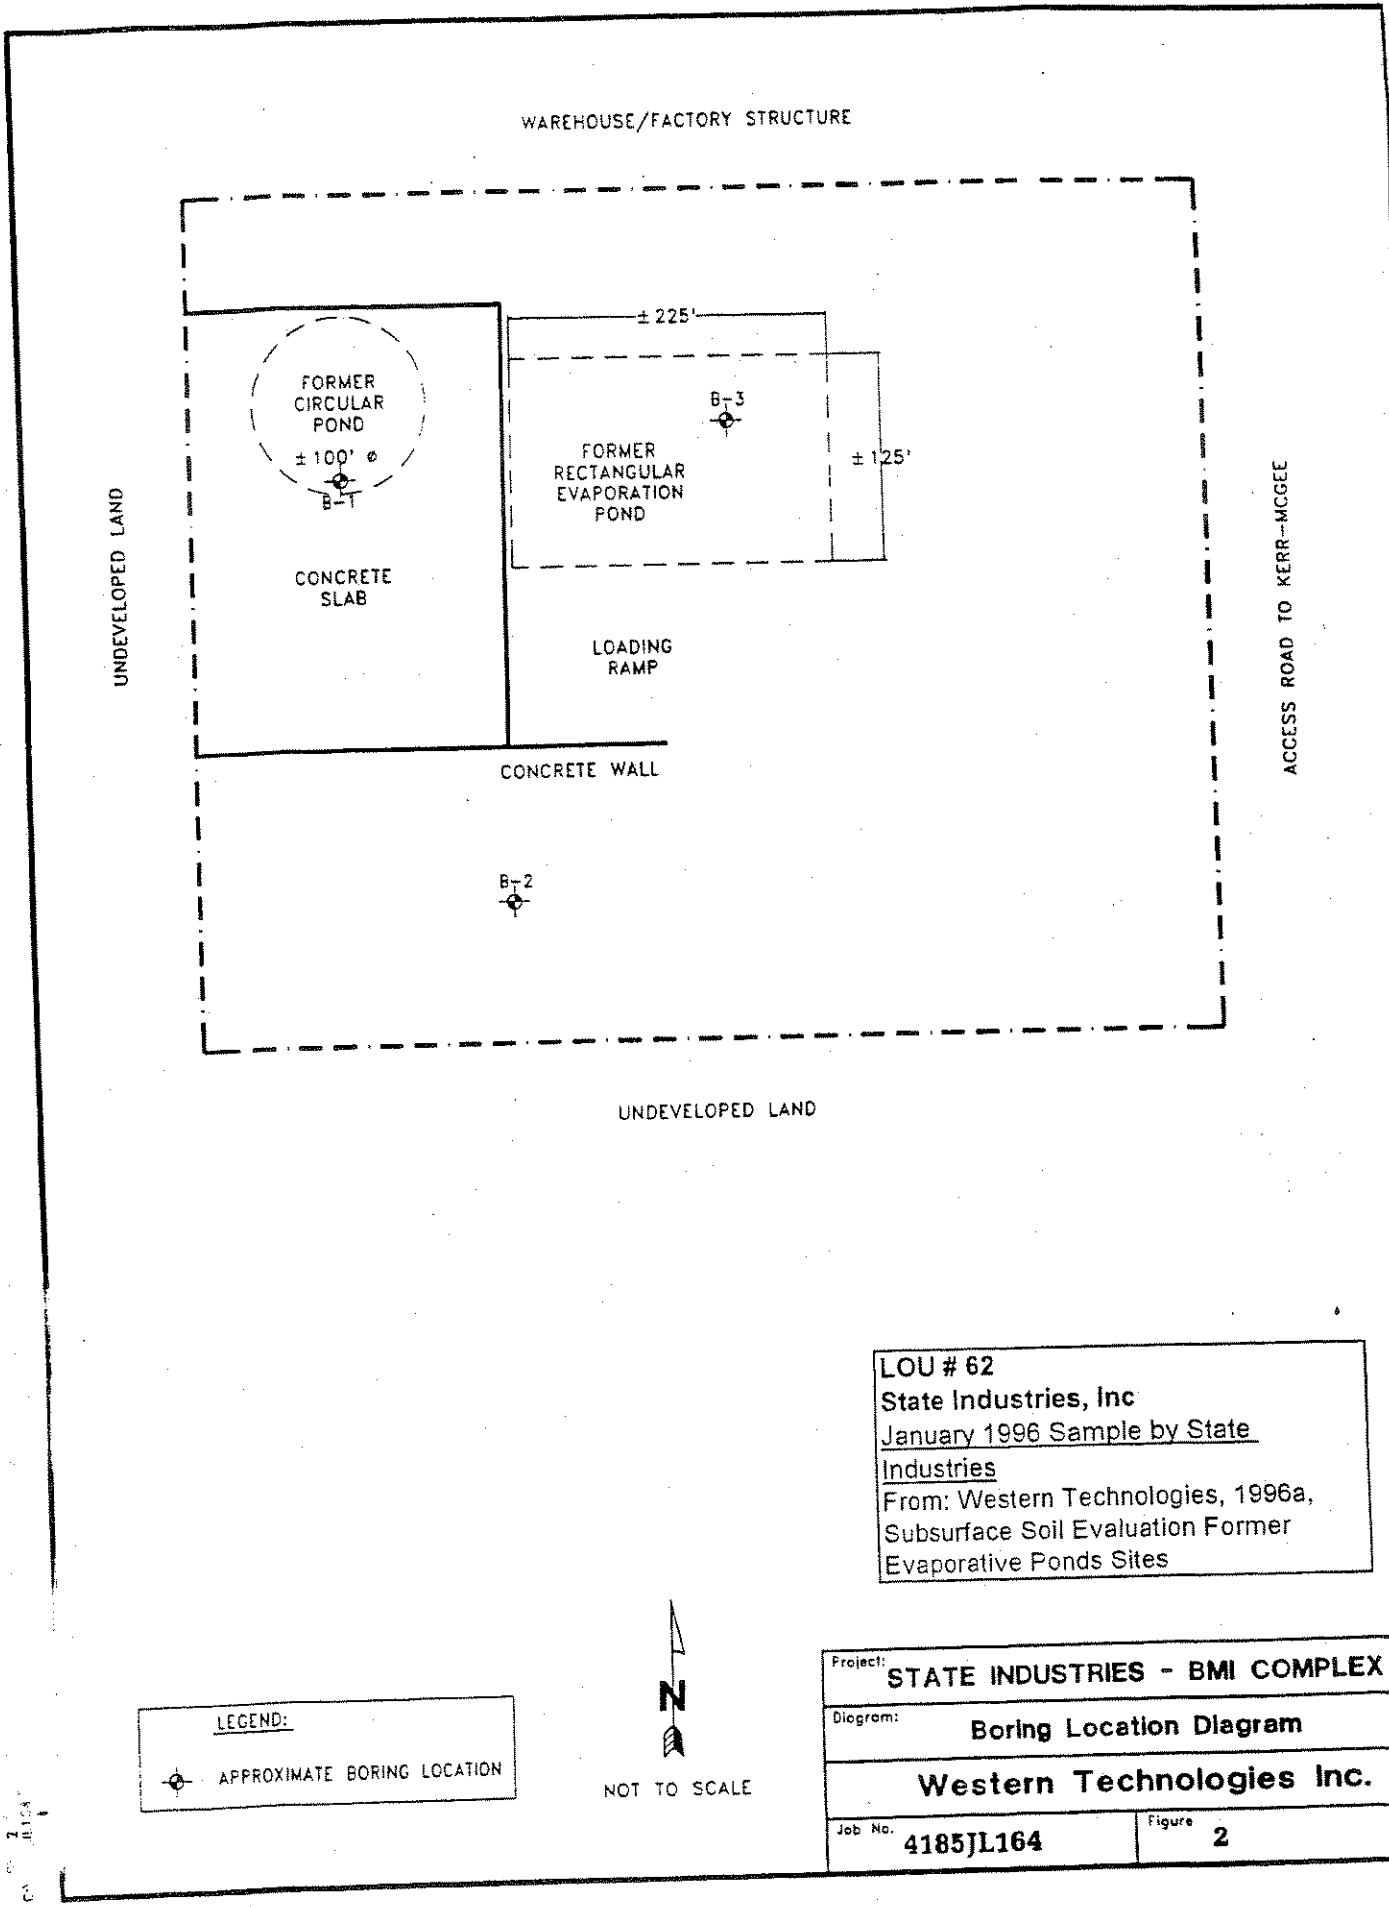 WAREHOUSE/FACTORY STRUCTURE
± 225'
FORMER
CIRCULAR
POND
± 100' ø
B-1
B-3
FORMER
RECTANGULAR
EVAPORATION
POND
± 125'
UNDEVELOPED LAND
CONCRETE
SLAB
LOADING
RAMP
ACCESS ROAD TO KERR-MCGEE
CONCRETE WALL
B-2
UNDEVELOPED LAND
LOU # 62
State Industries, Inc
January 1996 Sample by State
Industries
From: Western Technologies, 1996a,
Subsurface Soil Evaluation Former
Evaporative Ponds Sites
LEGEND:
APPROXIMATE BORING LOCATION
N
NOT TO SCALE
Project: STATE INDUSTRIES - BMI COMPLEX
Diagram: Boring Location Diagram
Western Technologies Inc.
Job No. 4185JL164
Figure 2